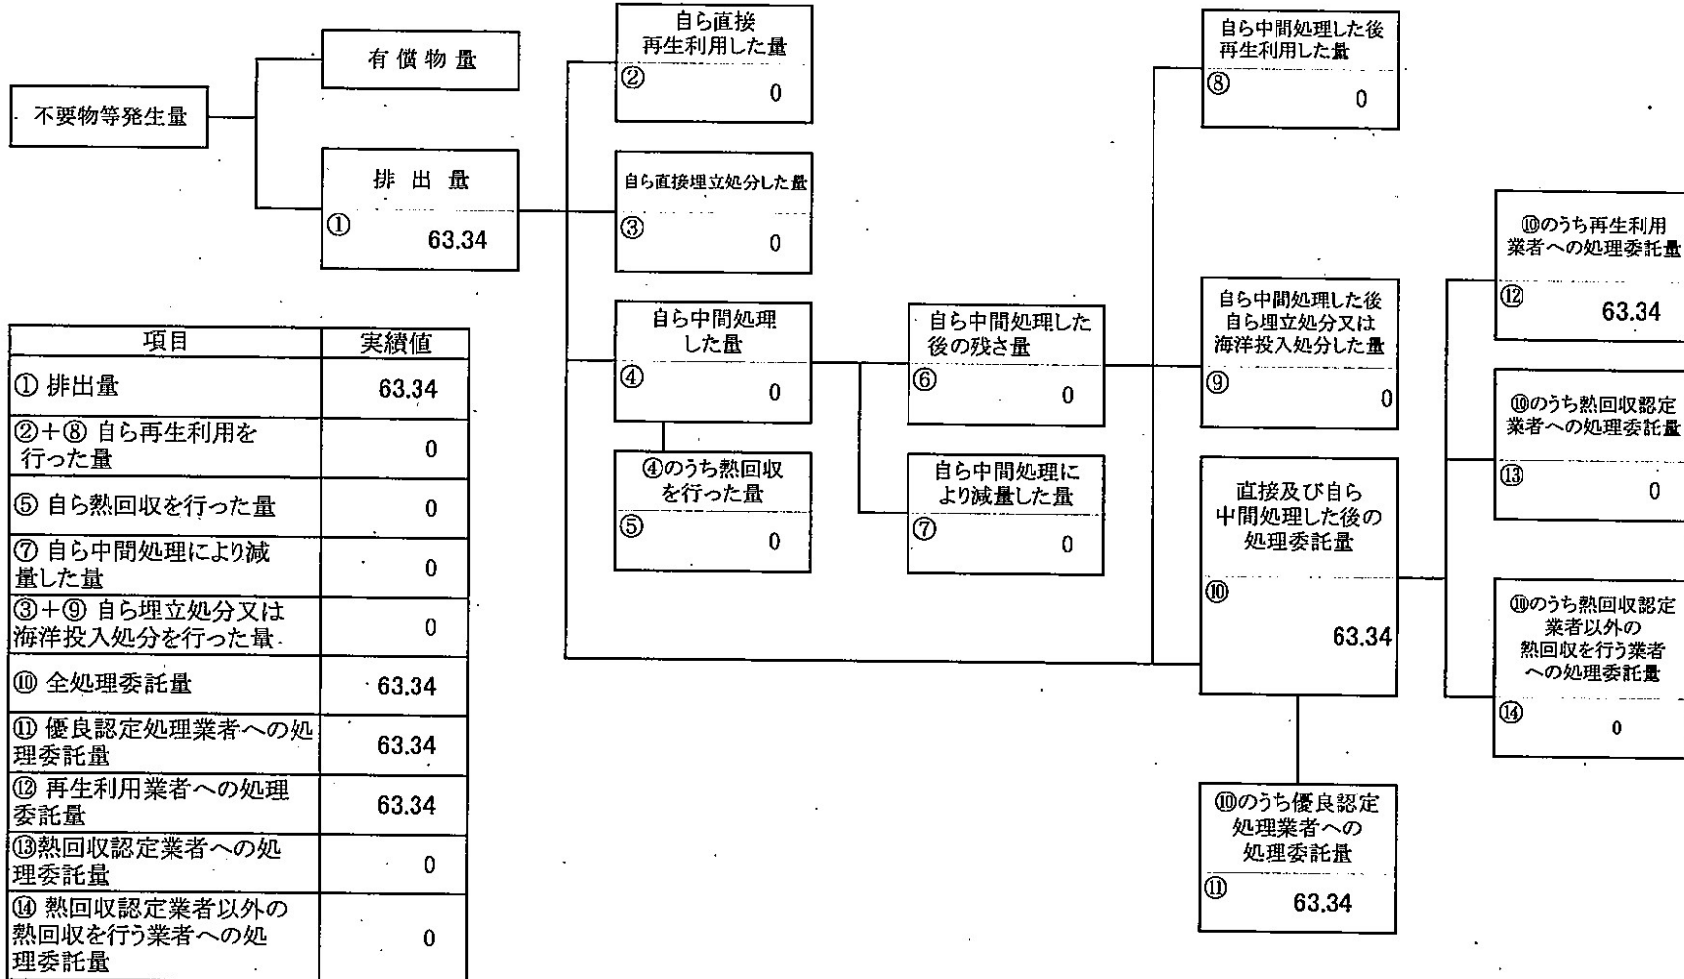 不要物等発生量
有償物量
排出量
①
63.34
自ら直接
再生利用した量
②
0
自ら直接埋立処分した量
③
0
自ら中間処理
した量
④
0
④のうち熱回収
を行った量
⑤
0
自ら中間処理した
後の残さ量
⑥
0
自ら中間処理に
より減量した量
⑦
0
自ら中間処理した後
再生利用した量
⑧
0
自ら中間処理した後
自ら埋立処分又は
海洋投入処分した量
⑨
0
直接及び自ら
中間処理した後の
処理委託量
⑩
63.34
⑩のうち優良認定
処理業者への
処理委託量
⑪
63.34
⑩のうち再生利用
業者への処理委託量
⑫
63.34
⑩のうち熱回収認定
業者への処理委託量
⑬
0
⑩のうち熱回収認定
業者以外の
熱回収を行う業者
への処理委託量
⑭
0
項目 実績値
① 排出量 63.34
②+⑧ 自ら再生利用を
行った量 0
⑤ 自ら熱回収を行った量 0
⑦ 自ら中間処理により減
量した量 0
③+⑨ 自ら埋立処分又は
海洋投入処分を行った量 0
⑩ 全処理委託量 63.34
⑪ 優良認定処理業者への処
理委託量 63.34
⑫ 再生利用業者への処理
委託量 63.34
⑬熱回収認定業者への処
理委託量 0
⑭ 熱回収認定業者以外の
熱回収を行う業者への処
理委託量 0